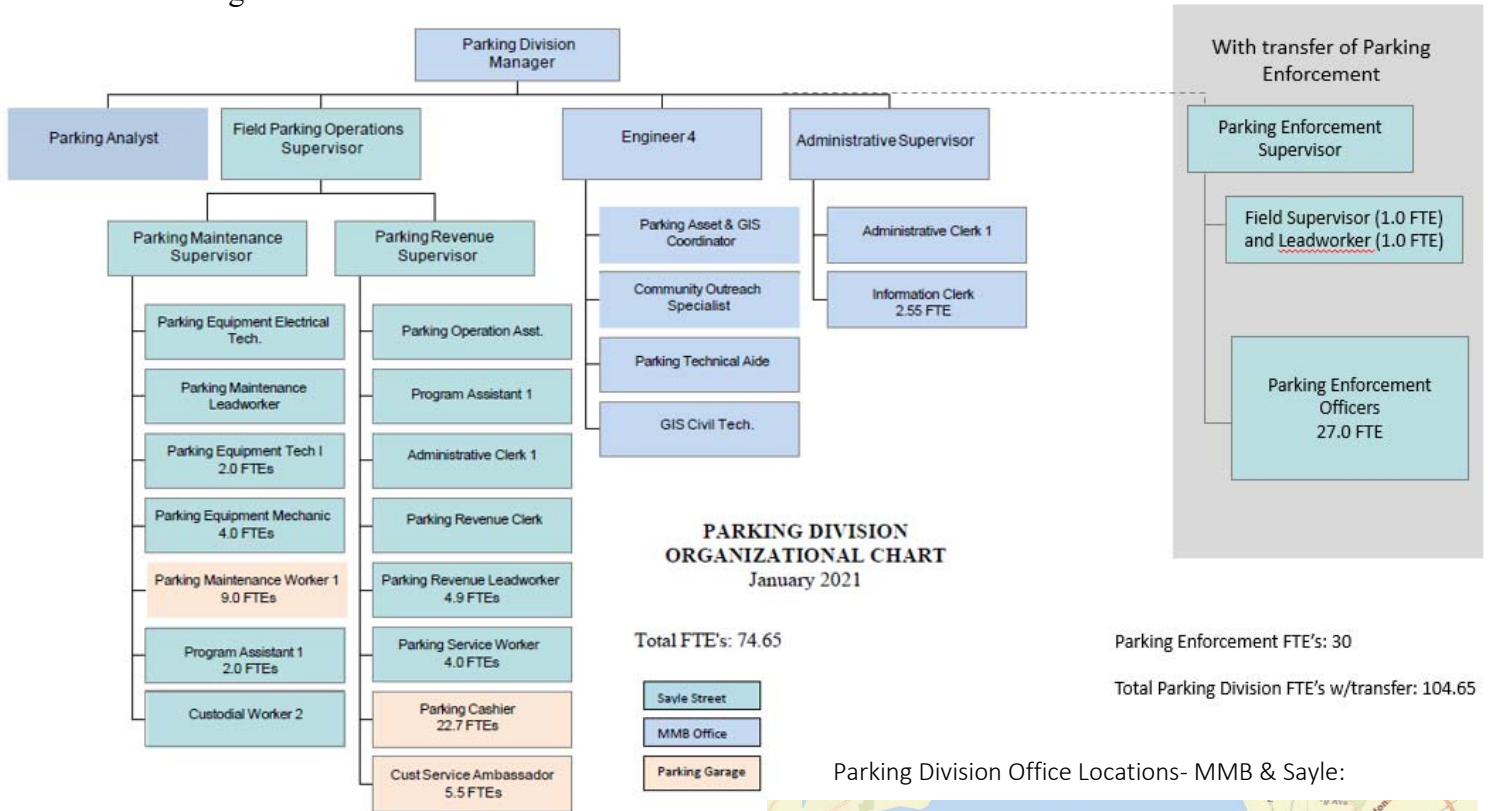 Parking Division
Manager
Parking Analyst
Field Parking Operations
Supervisor
Engineer 4
Administrative Supervisor
Parking Maintenance
Supervisor
Parking Revenue
Supervisor
Parking Equipment Electrical
Tech.
Parking Maintenance
Leadworker
Parking Equipment Tech I
2.0 FTEs
Parking Equipment Mechanic
4.0 FTEs
Parking Maintenance Worker 1
9.0 FTEs
Program Assistant 1
2.0 FTEs
Custodial Worker 2
Parking Operation Asst.
Program Assistant 1
Administrative Clerk 1
Parking Revenue Clerk
Parking Revenue Leadworker
4.9 FTEs
Parking Service Worker
4.0 FTEs
Parking Cashier
22.7 FTEs
Cust Service Ambassador
5.5 FTEs
Parking Asset & GIS
Coordinator
Community Outreach
Specialist
Parking Technical Aide
GIS Civil Tech.
Administrative Clerk 1
Information Clerk
2.55 FTE
With transfer of Parking
Enforcement
Parking Enforcement
Supervisor
Field Supervisor (1.0 FTE)
and Leadworker (1.0 FTE)
Parking Enforcement
Officers
27.0 FTE
PARKING DIVISION
ORGANIZATIONAL CHART
January 2021
Total FTE's: 74.65
Sayle Street
MMB Office
Parking Garage
Parking Enforcement FTE's: 30
Total Parking Division FTE's w/transfer: 104.65
Parking Division Office Locations- MMB & Sayle: